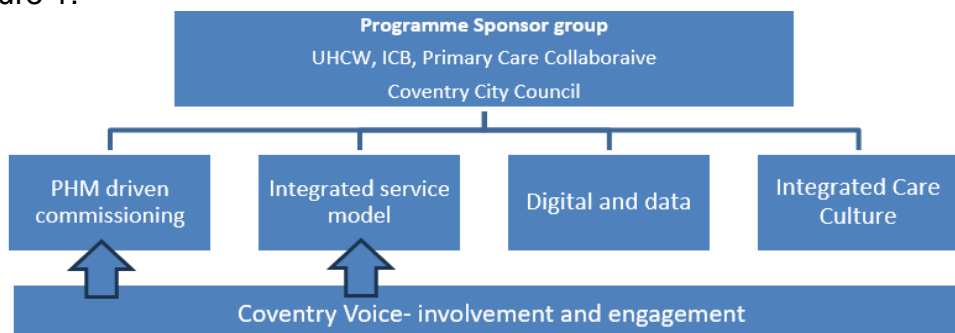 Programme Sponsor group
UHCW, ICB, Primary Care Collaboraive
Coventry City Council
PHM driven
commissioning
Integrated service
model
Digital and data
Integrated Care
Culture
Coventry Voice- involvement and engagement